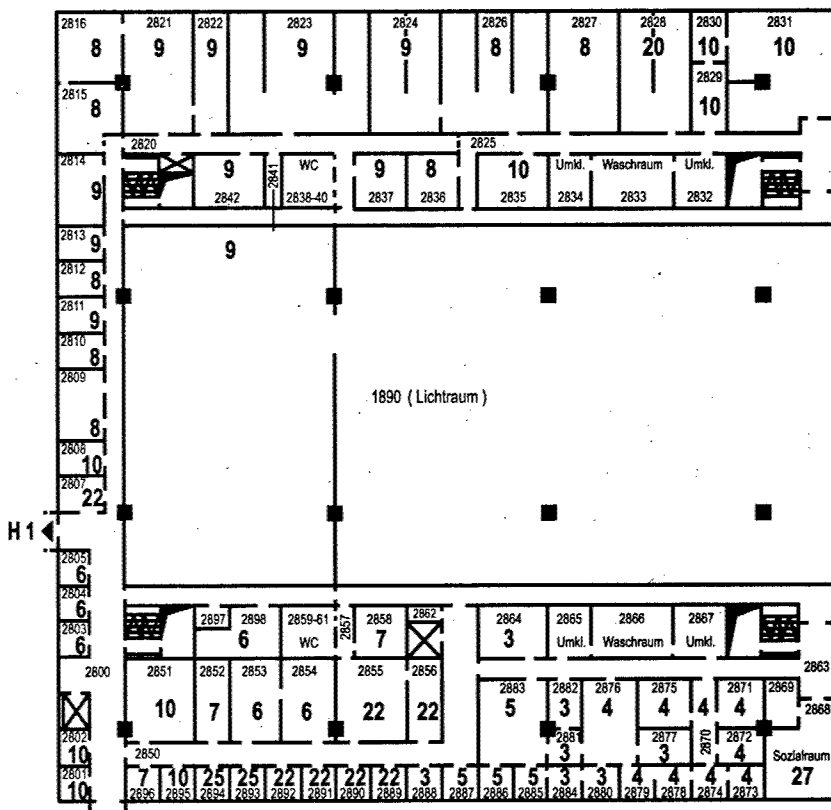 2816 2821 2822 2823 2824 2826 2827 2828 2830 2831
8 9 9 9 9 8 8 20 10 10
2815 2829
8 10
2820 2825
2814 9 WC 9 8 10 Umkl. Waschraum Umkl.
9 2842 2841 2838-40 2837 2836 2835 2834 2833 2832
2813
9 9
2812
8
2811
9
2810
8
2809
1890 ( Lichtraum )
8
2808
10
2807
22
H 1
2805
6
2804
6
2803 2897 2898 2859-61 2857 2858 2862 2864 2865 2866 2867
6 6 WC 7 3 Umkl. Waschraum Umkl.
2800 2851 2852 2853 2854 2855 2856 2863
2883 2882 2876 2875 2871 2869
10 7 6 6 22 22 5 3 4 4 4 4 2868
2802 2850 2881 2877 2870 2872
10 3 3 4 Sozialraum
2801 7 10 25 25 22 22 22 22 3 5 5 5 3 3 4 4 4 4 27
10 2896 2895 2894 2893 2892 2891 2890 2889 2888 2887 2886 2885 2884 2880 2879 2878 2874 2873